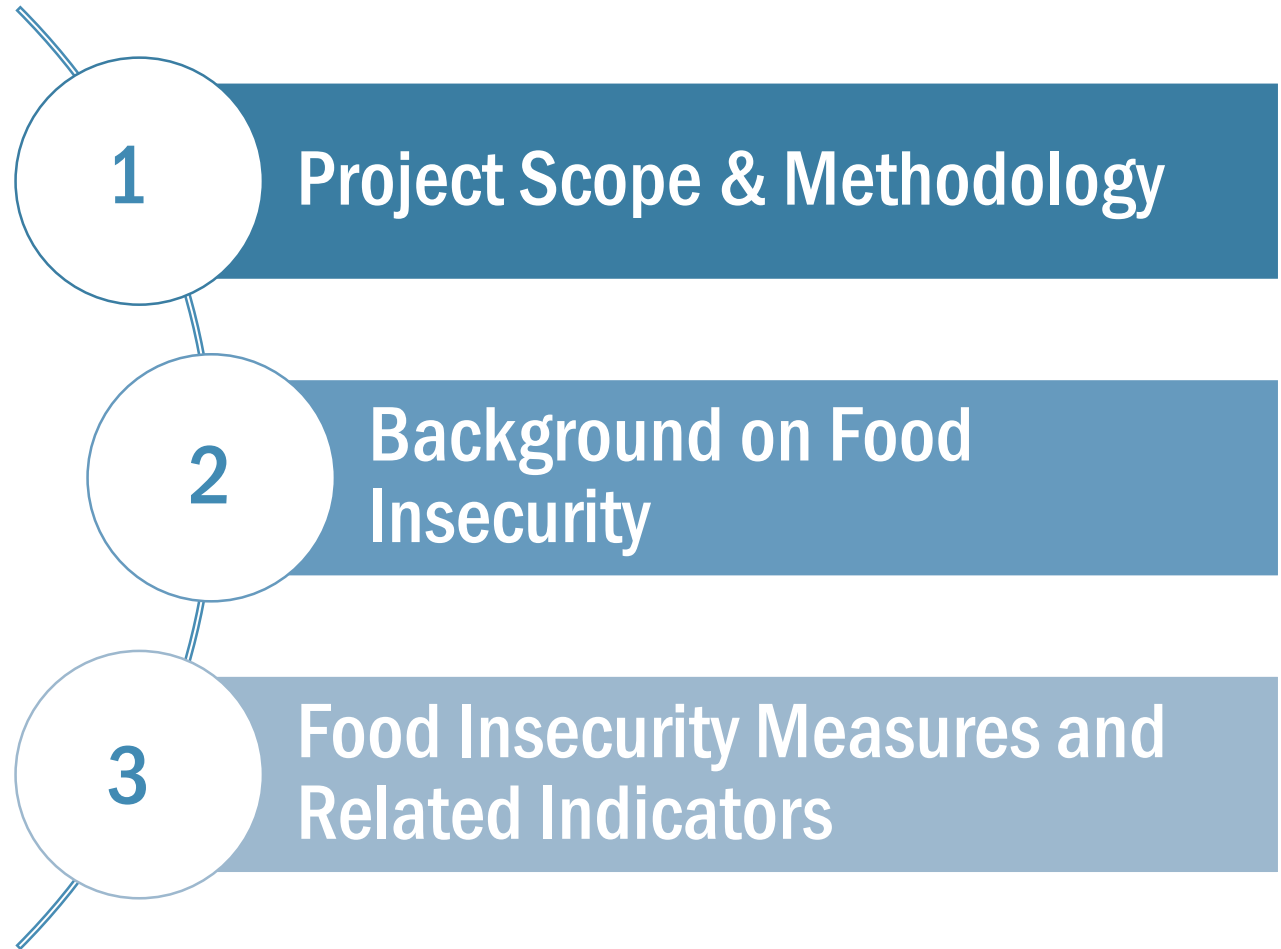 1
Project Scope & Methodology
2
Background on Food
Insecurity
3
Food Insecurity Measures and
Related Indicators